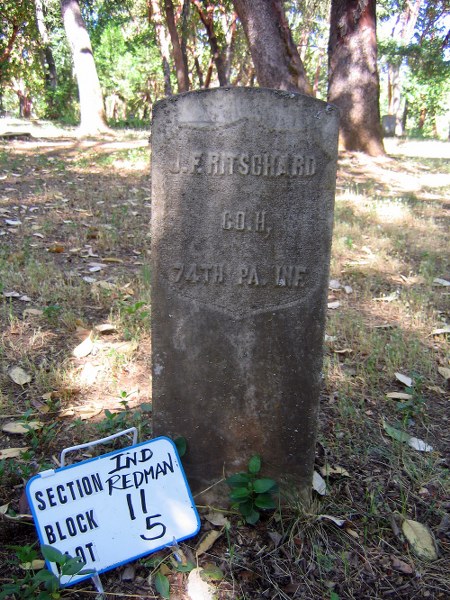 J. F. RITSCHARD
CO. H,
74TH PA. INF.
SECTION IND REDMAN
BLOCK 11
LOT 5